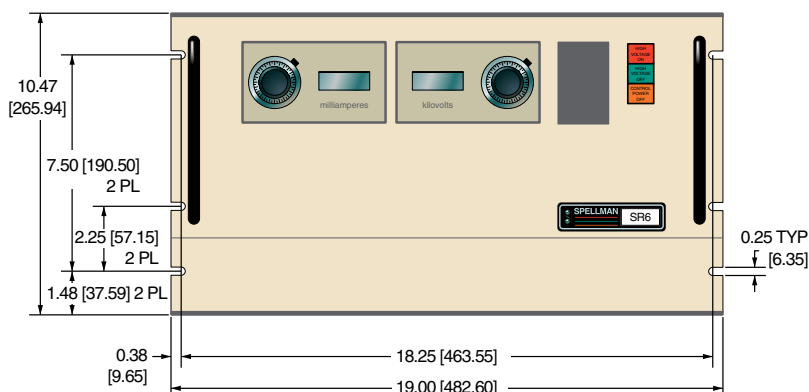 10.47
[265.94]
7.50 [190.50]
2 PL
2.25 [57.15]
2 PL
1.48 [37.59] 2 PL
milliamperes
kilovolts
HIGH
VOLTAGE
ON
HIGH
VOLTAGE
OFF
CONTROL
POWER
OFF
SPELLMAN
SR6
0.25 TYP
[6.35]
0.38
[9.65]
18.25 [463.55]
19.00 [482.60]